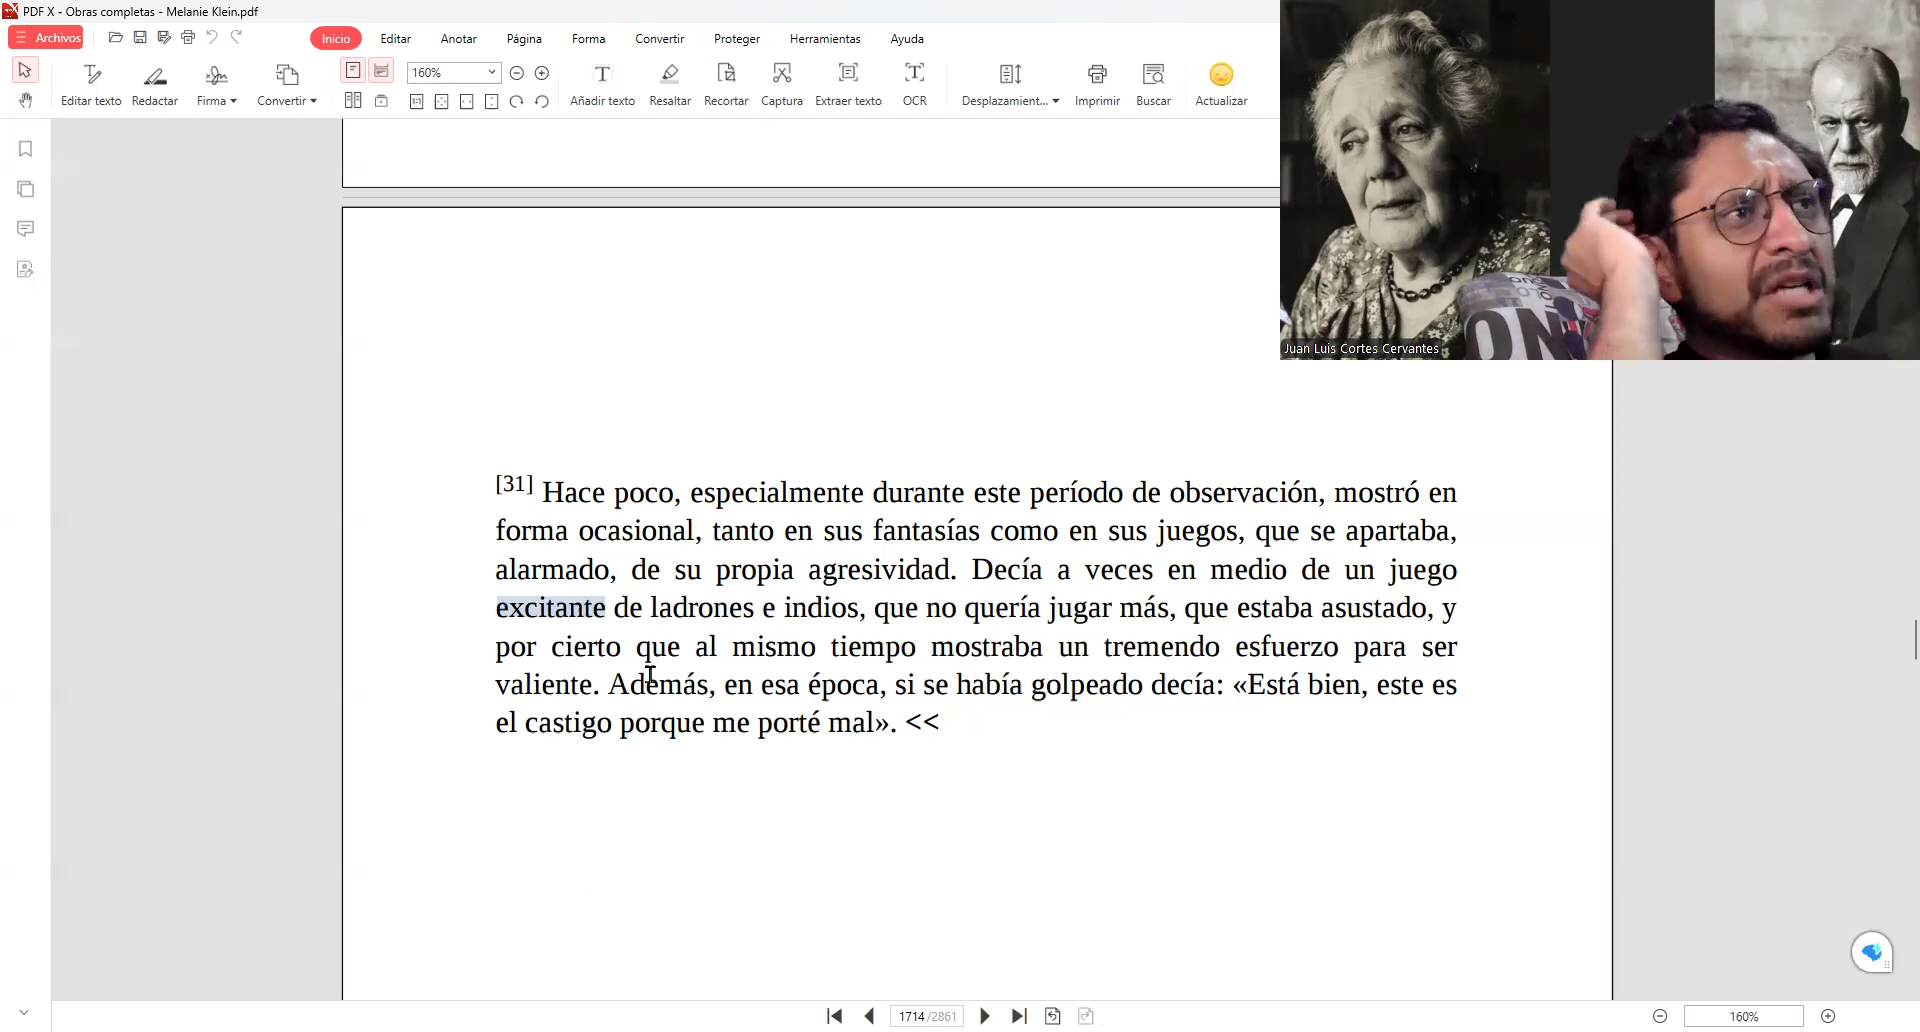 PDF X - Obras completas - Melanie Klein.pdf
Archivos
Inicio
Editar
Anotar
Página
Forma
Convertir
Proteger
Herramientas
Ayuda
160%
Editar texto
Redactar
Firma
Convertir
Añadir texto
Resaltar
Recortar
Captura
Extraer texto
OCR
Desplazamient...
Imprimir
Buscar
Actualizar
Juan Luis Cortes Cervantes
ON
[31] Hace poco, especialmente durante este período de observación, mostró en
forma ocasional, tanto en sus fantasías como en sus juegos, que se apartaba,
alarmado, de su propia agresividad. Decía a veces en medio de un juego
excitante de ladrones e indios, que no quería jugar más, que estaba asustado, y
por cierto que al mismo tiempo mostraba un tremendo esfuerzo para ser
valiente. Además, en esa época, si se había golpeado decía: «Está bien, este es
el castigo porque me porté mal». <<
1714 /2861
160%